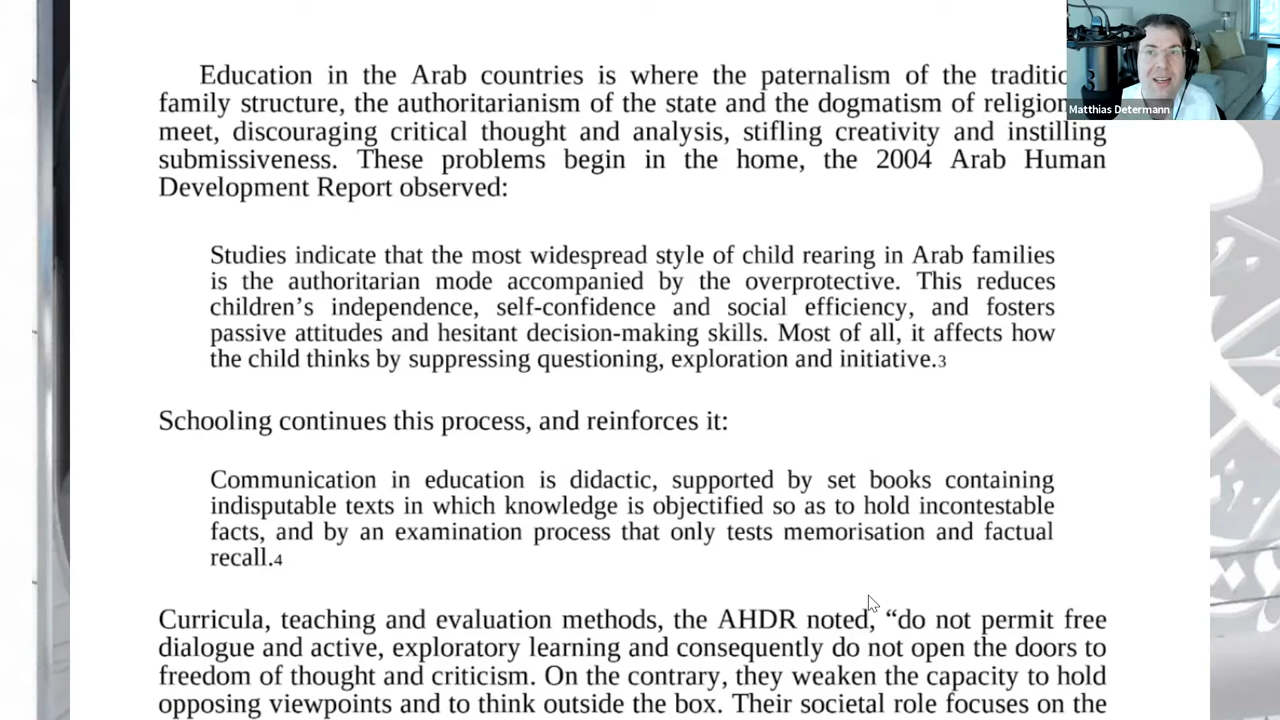 Education in the Arab countries is where the paternalism of the
family structure, the authoritarianism of the state and the dogmatism of
meet, discouraging critical thought and analysis, stifling creativity and instilling
submissiveness. These problems begin in the home, the 2004 Arab Human
Development Report observed:
Studies indicate that the most widespread style of child rearing in Arab families
is the authoritarian mode accompanied by the overprotective. This reduces
children's independence, self-confidence and social efficiency, and fosters
passive attitudes and hesitant decision-making skills. Most of all, it affects how
the child thinks by suppressing questioning, exploration and initiative.3
Schooling continues this process, and reinforces it:
Communication in education is didactic, supported by set books containing
indisputable texts in which knowledge is objectified so as to hold incontestable
facts, and by an examination process that only tests memorisation and factual
recall.4
Curricula, teaching and evaluation methods, the AHDR noted, “do not permit free
dialogue and active, exploratory learning and consequently do not open the doors to
freedom of thought and criticism. On the contrary, they weaken the capacity to hold
opposing viewpoints and to think outside the box. Their societal role focuses on the
Matthias Determann